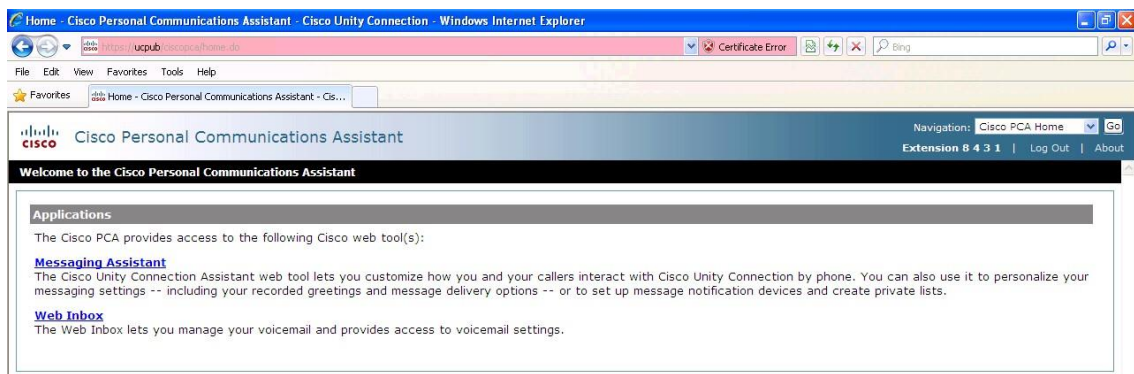 Home - Cisco Personal Communications Assistant - Cisco Unity Connection - Windows Internet Explorer
https://ucpub/ciscopca/home.do
Certificate Error
Bing
File Edit View Favorites Tools Help
Favorites
Home - Cisco Personal Communications Assistant - Cis...
CISCO
Cisco Personal Communications Assistant
Navigation: Cisco PCA Home Go
Extension 8 4 3 1 | Log Out | About
Welcome to the Cisco Personal Communications Assistant
Applications
The Cisco PCA provides access to the following Cisco web tool(s):
Messaging Assistant
The Cisco Unity Connection Assistant web tool lets you customize how you and your callers interact with Cisco Unity Connection by phone. You can also use it to personalize your
messaging settings -- including your recorded greetings and message delivery options -- or to set up message notification devices and create private lists.
Web Inbox
The Web Inbox lets you manage your voicemail and provides access to voicemail settings.